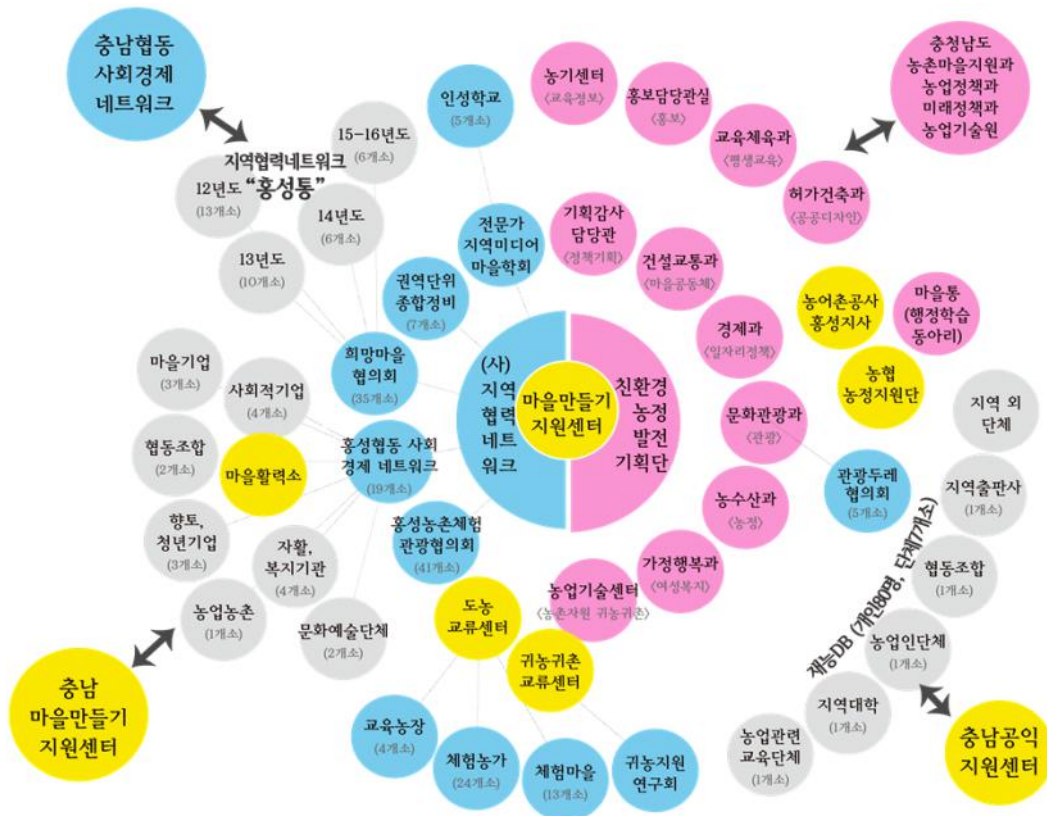 충남협동
사회경제
네트워크
충청남도
농촌마을지원과
농업정책과
미래정책과
농업기술원
인성학교
(5개소)
농기센터
<교육정보>
홍보담당관실
<홍보>
교육체육과
<평생교육>
허가건축과
<공공디자인>
15-16년도
(6개소)
지역협력네트워크
“홍성통”
12년도
(13개소)
14년도
(6개소)
13년도
(10개소)
전문가
지역미디어
마을학회
기획감사
담당관
<정책기획>
건설교통과
<마을공동체>
권역단위
종합정비
(7개소)
경제과
<일자리정책>
농어촌공사
홍성지사
마을통
(행정학습
동아리)
농협
농정지원단
희망마을
협의회
(35개소)
(사)
지역
협력
네트
워크
마을만들기
지원센터
친환경
농정
발전
기획단
문화관광과
<관광>
마을기업
(3개소)
사회적기업
(4개소)
협동조합
(2개소)
마을활력소
홍성협동 사회
경제 네트워크
(19개소)
향토,
청년기업
(3개소)
자활,
복지기관
(4개소)
농업농촌
(1개소)
문화예술단체
(2개소)
홍성농촌체험
관광협의회
(41개소)
농수산과
<농정>
가정행복과
<여성복지>
농업기술센터
<농촌자원 귀농귀촌>
관광두레
협의회
(5개소)
지역 외
단체
지역출판사
(1개소)
협동조합
(1개소)
재능DB (개인80명, 단체7개소)
농업인단체
(1개소)
지역대학
(1개소)
농업관련
교육단체
(1개소)
도농
교류센터
귀농귀촌
교류센터
교육농장
(4개소)
체험농가
(24개소)
체험마을
(13개소)
귀농지원
연구회
충남
마을만들기
지원센터
충남공익
지원센터